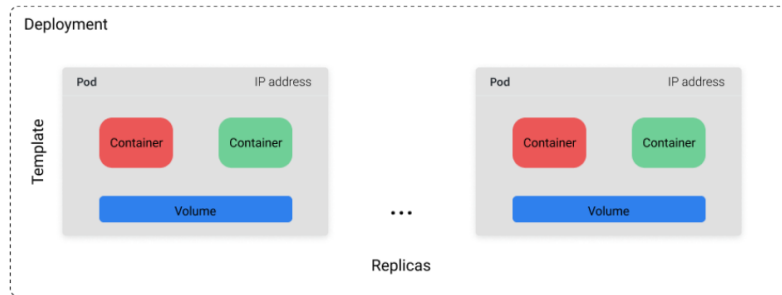 Deployment
Pod IP address
Pod IP address
Template
Container Container
Container Container
Volume
...
Volume
Replicas